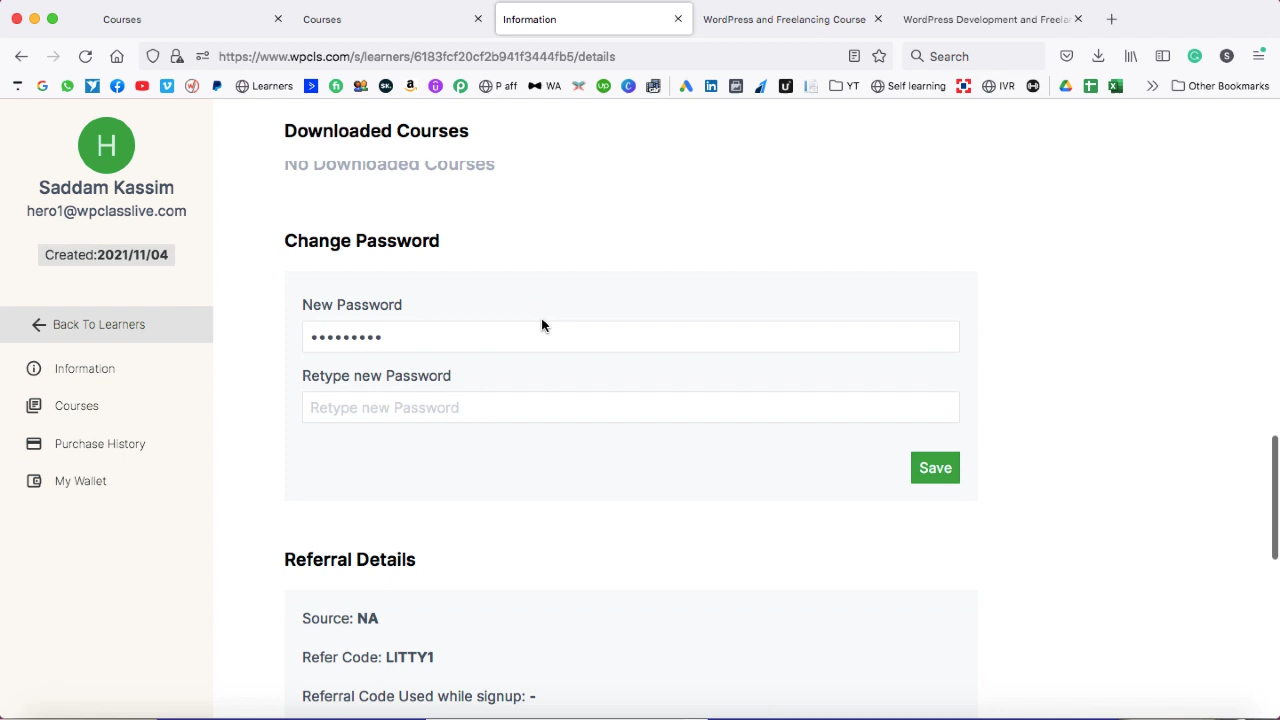 Courses
Courses
Information
WordPress and Freelancing Course
WordPress Development and Freelan
https://www.wpcls.com/s/learners/6183fcf20cf2b941f3444fb5/details
Search
S
Learners
P aff
WA
YT
Self learning
IVR
Other Bookmarks
H
Saddam Kassim
hero1@wpclasslive.com
Created:2021/11/04
Back To Learners
Information
Courses
Purchase History
My Wallet
Downloaded Courses
No Downloaded Courses
Change Password
New Password
•••••••••
Retype new Password
Retype new Password
Save
Referral Details
Source: NA
Refer Code: LITTY1
Referral Code Used while signup: -